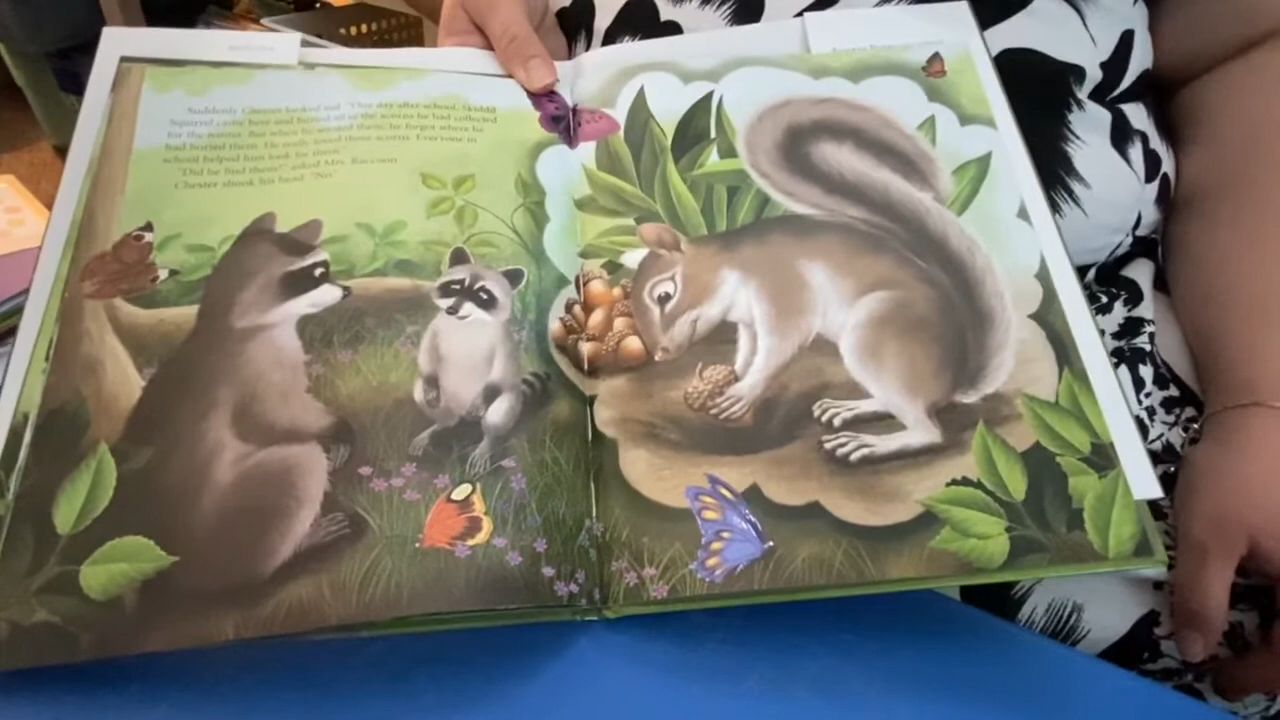 Suddenly Chester looked sad. "One day after school, Skiddil
Squirrel came here and buried all of the acorns he had collected
for the winter. But when he wanted them, he forgot where he
had buried them. He really loved those acorns. Everyone in
school helped him look for them."
"Did he find them?" asked Mrs. Raccoon.
Chester shook his head. "No."